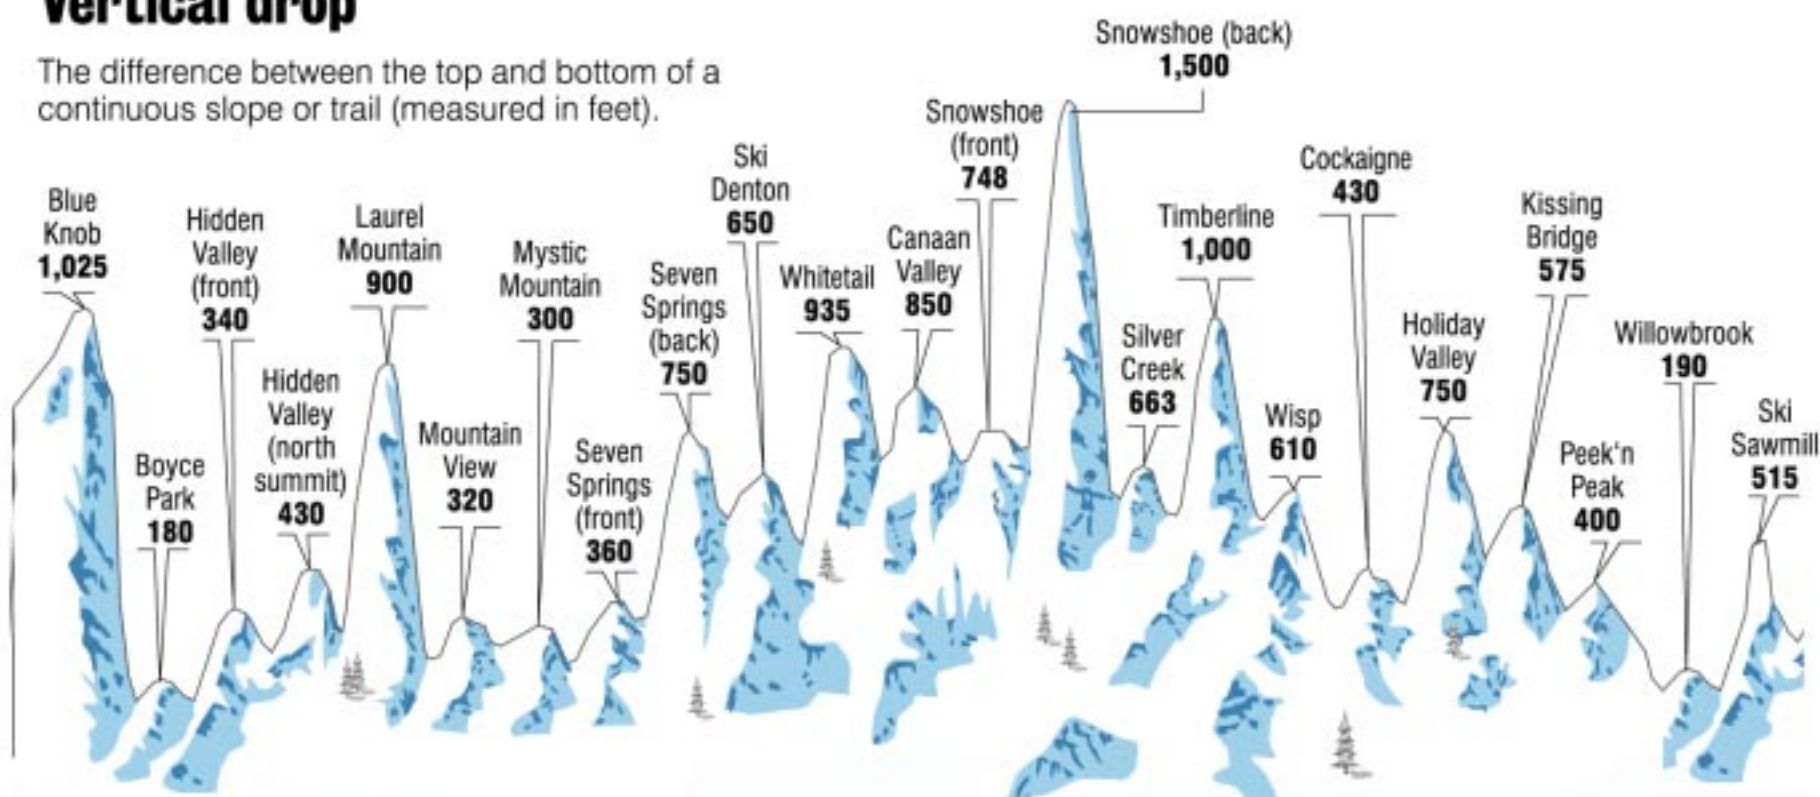 Vertical drop
The difference between the top and bottom of a
continuous slope or trail (measured in feet).
Blue
Knob
1,025
Boyce
Park
180
Hidden
Valley
(front)
340
Hidden
Valley
(north
summit)
430
Laurel
Mountain
900
Mountain
View
320
Mystic
Mountain
300
Seven
Springs
(front)
360
Seven
Springs
(back)
750
Ski
Denton
650
Whitetail
935
Canaan
Valley
850
Snowshoe
(front)
748
Snowshoe (back)
1,500
Silver
Creek
663
Timberline
1,000
Wisp
610
Cockaigne
430
Holiday
Valley
750
Kissing
Bridge
575
Peek'n
Peak
400
Willowbrook
190
Ski
Sawmill
515